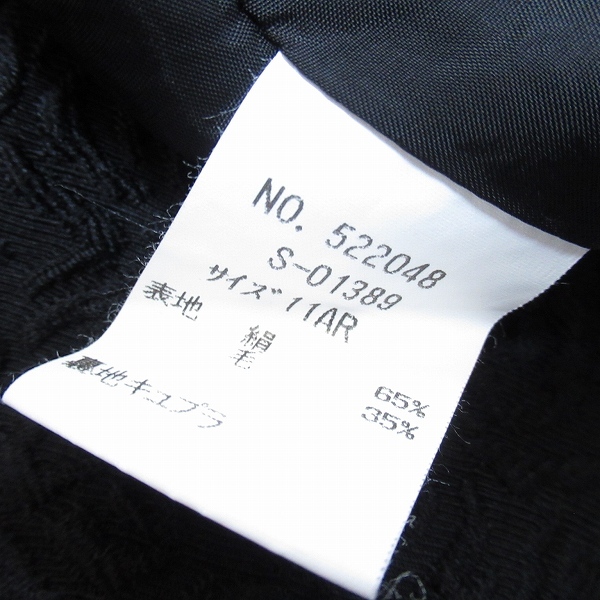 NO. 522048
S-01389
サイズ 11AR
表地 絹 65%
毛 35%
裏地キュプラ